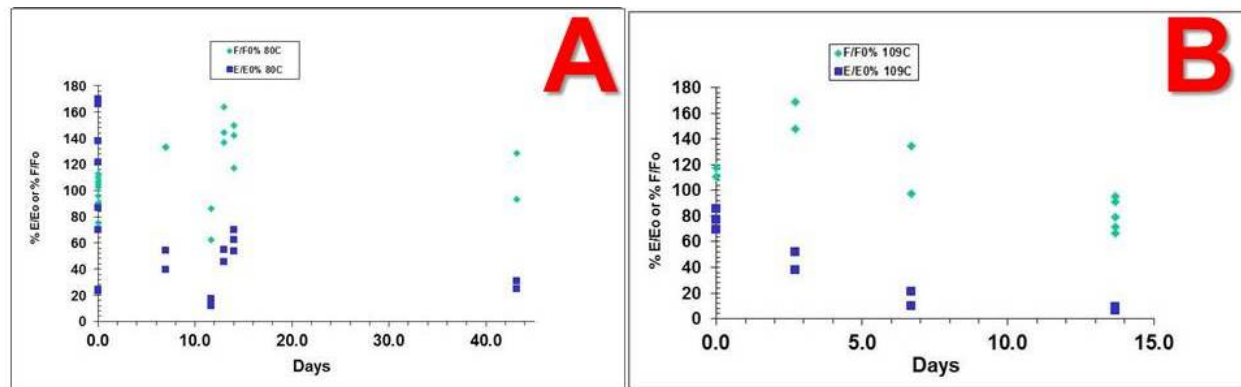 A
F/F0% 80C
E/E0% 80C
% E/Eo or % F/Fo
180
160
140
120
100
80
60
40
20
0
0.0 10.0 20.0 30.0 40.0
Days
B
F/F0% 109C
E/E0% 109C
% E/Eo or % F/Fo
180
160
140
120
100
80
60
40
20
0
0.0 5.0 10.0 15.0
Days